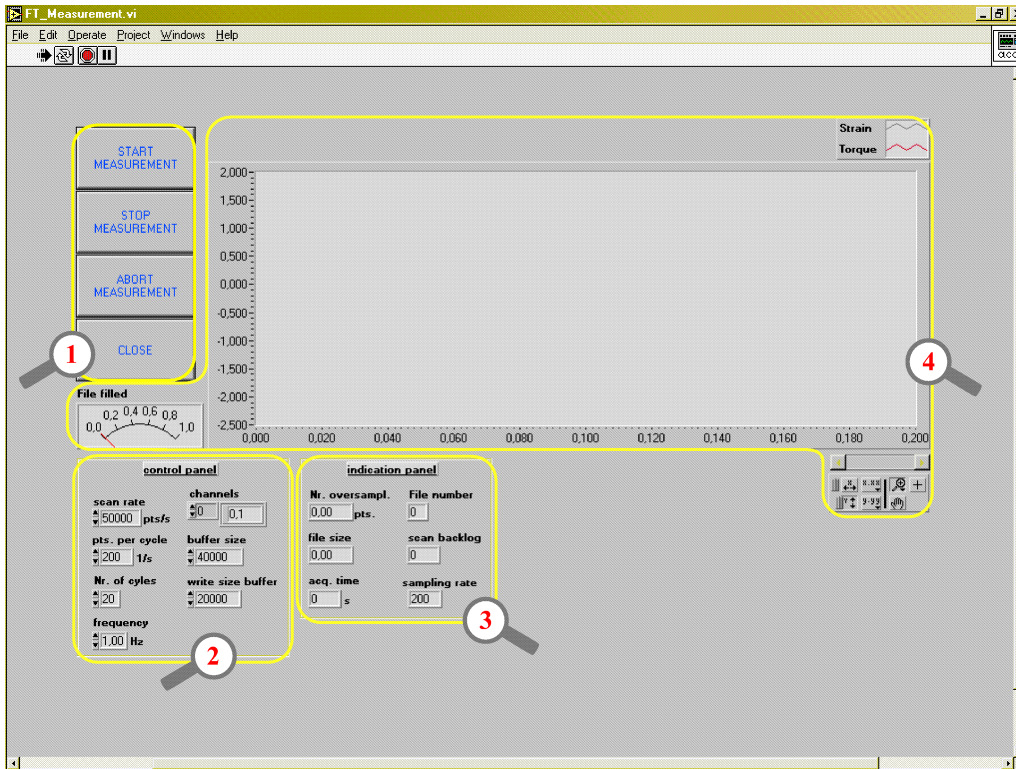 FT_Measurement.vi
File Edit Operate Project Windows Help
acq
START
MEASUREMENT
STOP
MEASUREMENT
ABORT
MEASUREMENT
CLOSE
1
File filled
0,0 0,2 0,4 0,6 0,8 1,0
Strain
Torque
2,000
1,500
1,000
0,500
0,000
-0,500
-1,000
-1,500
-2,000
-2,500
0,000 0,020 0,040 0,060 0,080 0,100 0,120 0,140 0,160 0,180 0,200
4
X X.XX
Y Y.YY
control panel
scan rate channels
50000 pts/s 0 0,1
pts. per cycle buffer size
200 1/s 40000
Nr. of cyles write size buffer
20 20000
frequency
1,00 Hz
2
indication panel
Nr. oversampl. File number
0,00 pts. 0
file size scan backlog
0,00 0
acq. time sampling rate
0 s 200
3